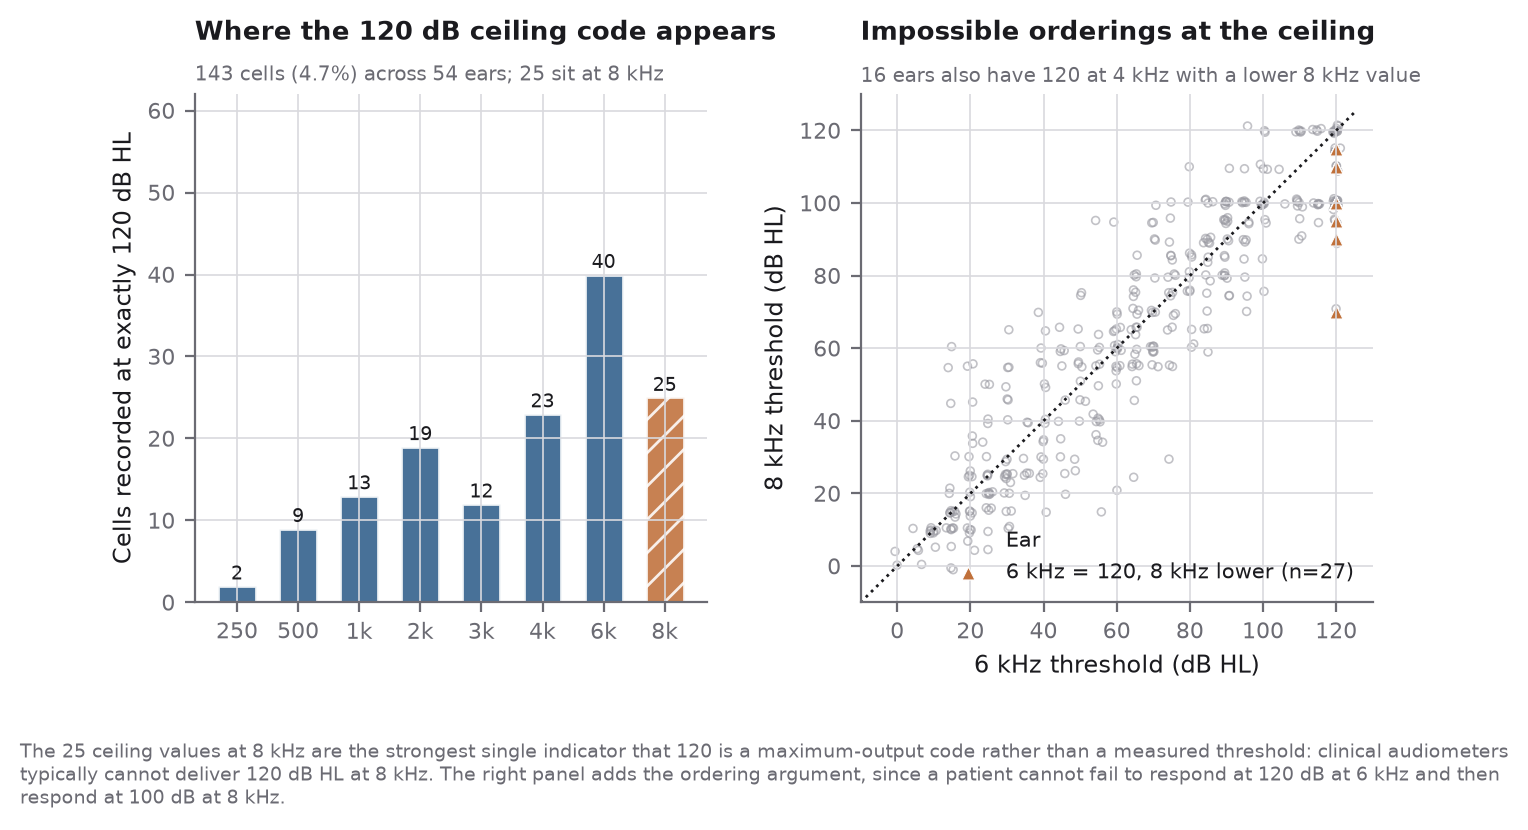 Where the 120 dB ceiling code appears
143 cells (4.7%) across 54 ears; 25 sit at 8 kHz
Cells recorded at exactly 120 dB HL
60
50
40
30
20
10
0
2
9
13
19
12
23
40
25
250 500 1k 2k 3k 4k 6k 8k
Impossible orderings at the ceiling
16 ears also have 120 at 4 kHz with a lower 8 kHz value
8 kHz threshold (dB HL)
120
100
80
60
40
20
0
Ear
6 kHz = 120, 8 kHz lower (n=27)
0 20 40 60 80 100 120
6 kHz threshold (dB HL)
The 25 ceiling values at 8 kHz are the strongest single indicator that 120 is a maximum-output code rather than a measured threshold: clinical audiometers
typically cannot deliver 120 dB HL at 8 kHz. The right panel adds the ordering argument, since a patient cannot fail to respond at 120 dB at 6 kHz and then
respond at 100 dB at 8 kHz.